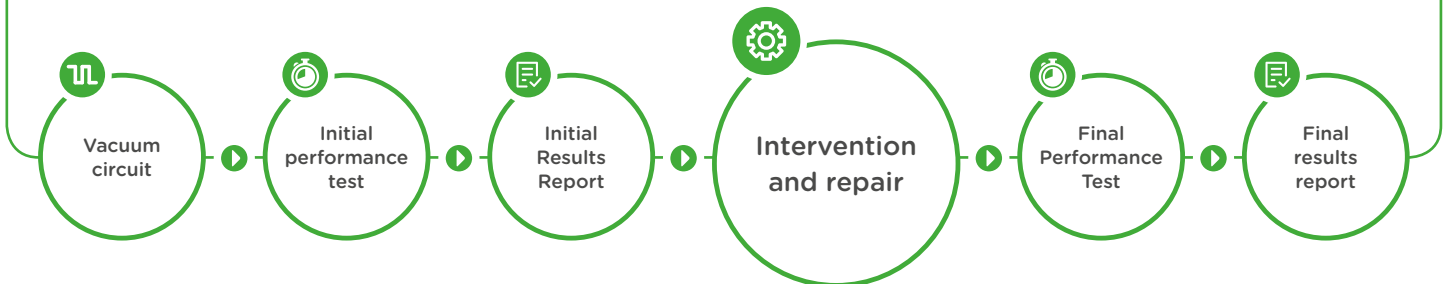 Vacuum
circuit
Initial
performance
test
Initial
Results
Report
Intervention
and repair
Final
Performance
Test
Final
results
report